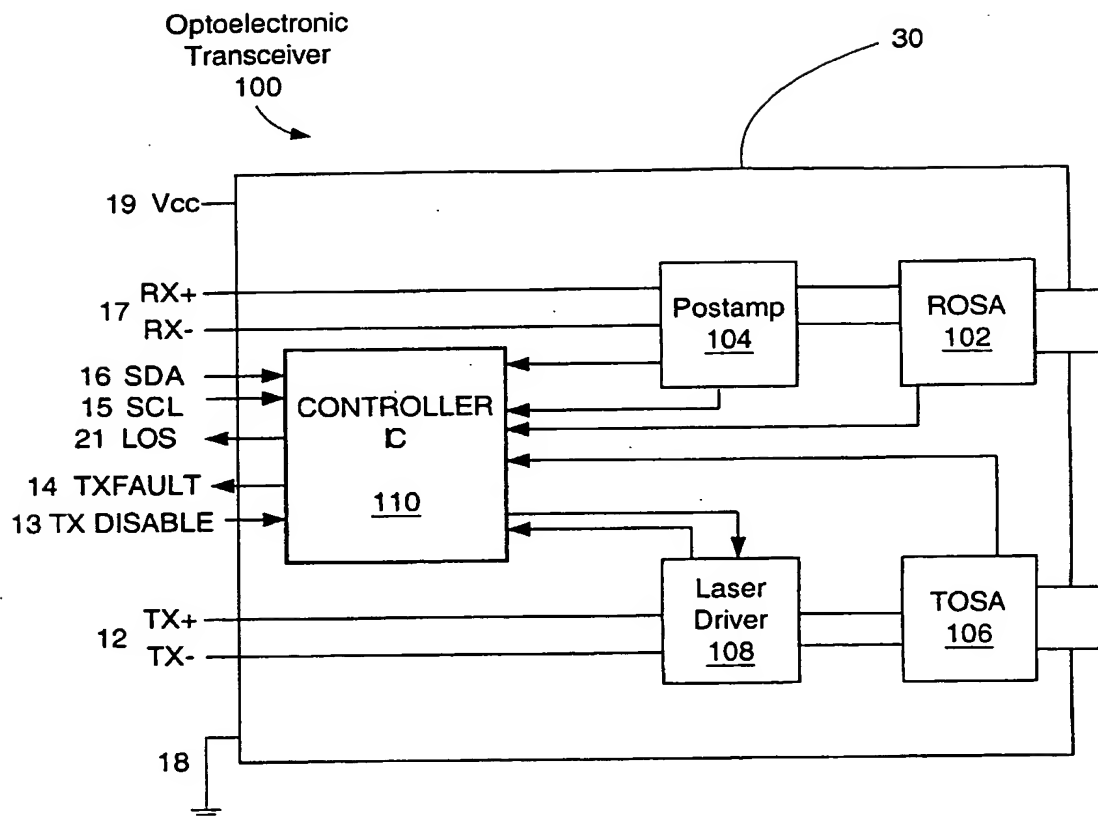 Optoelectronic
Transceiver
100
30
19 Vcc
17 RX+
RX-
Postamp
104
ROSA
102
16 SDA
15 SCL
21 LOS
14 TXFAULT
13 TX DISABLE
CONTROLLER
IC
110
12 TX+
TX-
Laser
Driver
108
TOSA
106
18